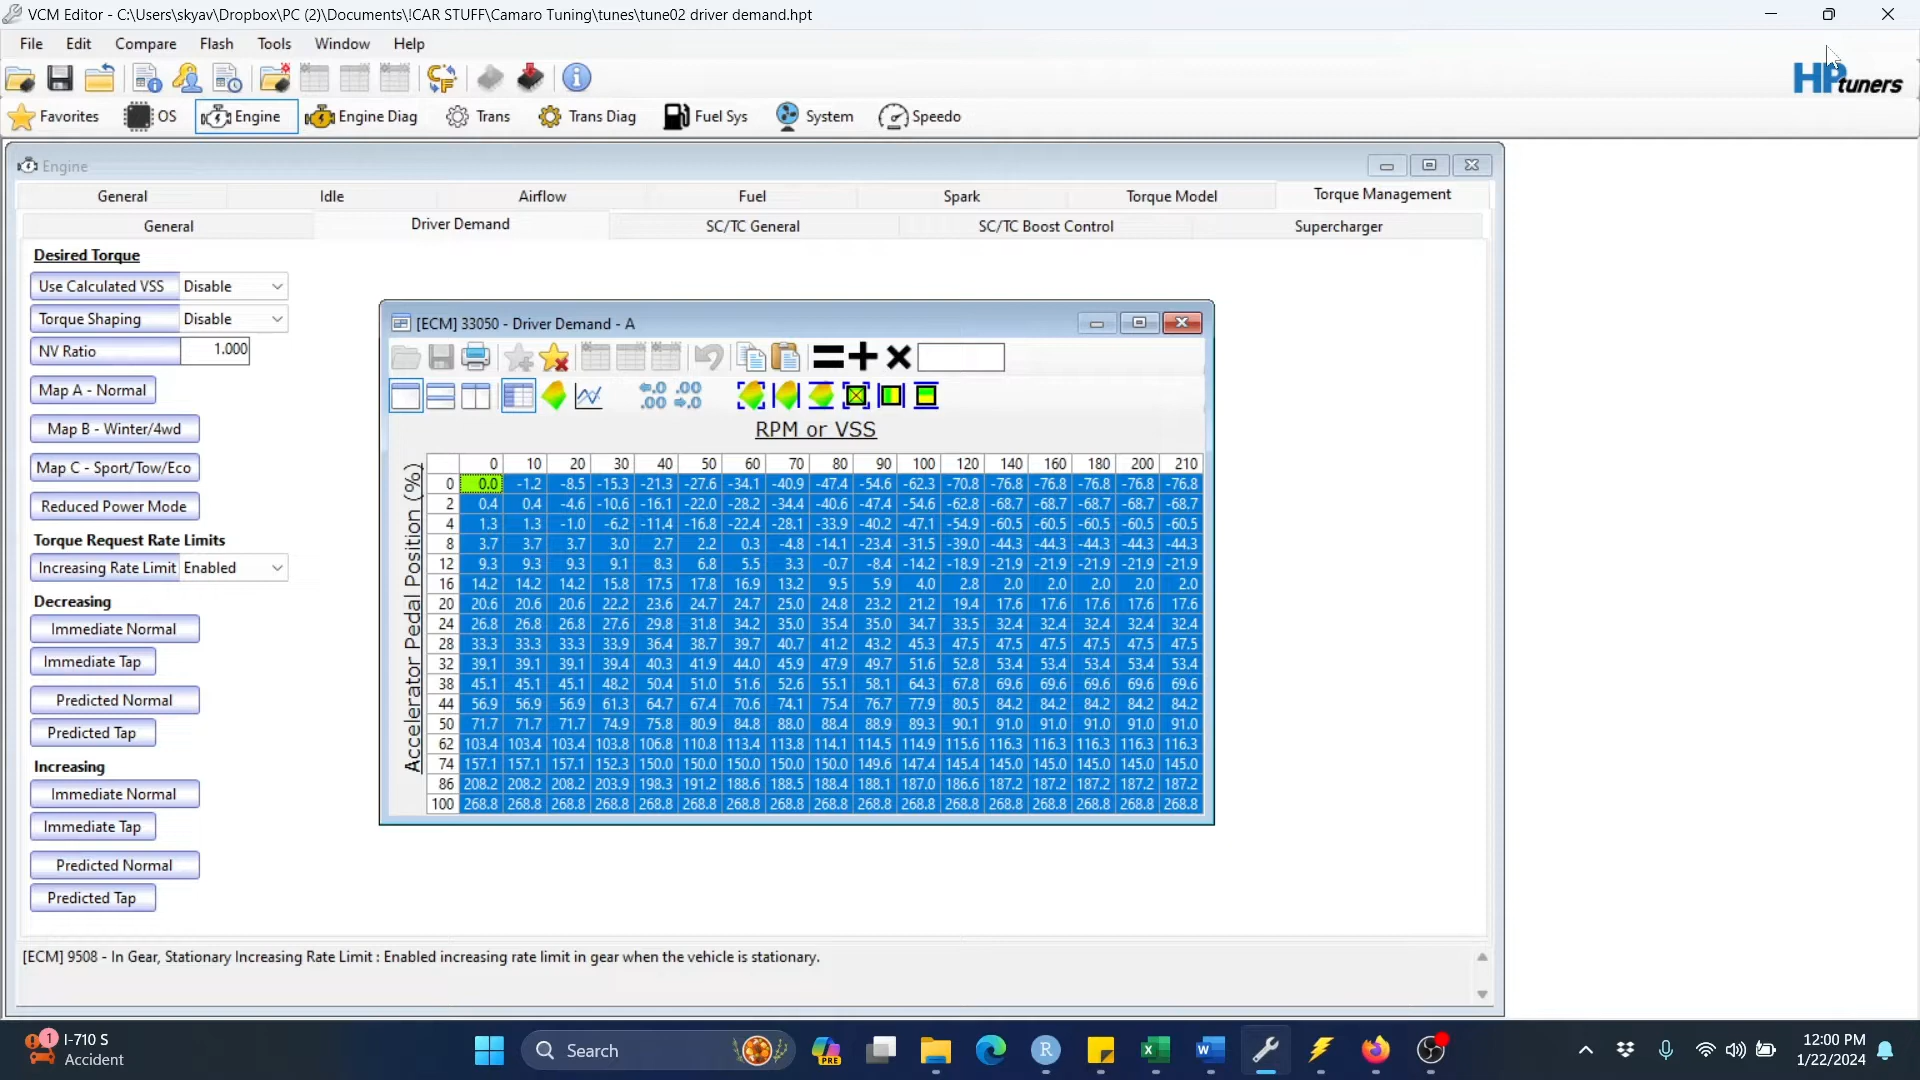 VCM Editor - C:\Users\skyav\Dropbox\PC (2)\Documents\!CAR STUFF\Camaro Tuning\tunes\tune02 driver demand.hpt
File Edit Compare Flash Tools Window Help
HPtuners
Favorites OS Engine Engine Diag Trans Trans Diag Fuel Sys System Speedo
Engine
General Idle Airflow Fuel Spark Torque Model Torque Management
General Driver Demand SC/TC General SC/TC Boost Control Supercharger
Desired Torque
Use Calculated VSS Disable
Torque Shaping Disable
NV Ratio 1.000
Map A - Normal
Map B - Winter/4wd
Map C - Sport/Tow/Eco
Reduced Power Mode
Torque Request Rate Limits
Increasing Rate Limit Enabled
Decreasing
Immediate Normal
Immediate Tap
Predicted Normal
Predicted Tap
Increasing
Immediate Normal
Immediate Tap
Predicted Normal
Predicted Tap
[ECM] 33050 - Driver Demand - A
←.0 .00
.00 →.0
RPM or VSS
Accelerator Pedal Position (%)
0 10 20 30 40 50 60 70 80 90 100 120 140 160 180 200 210
0 0.0 -1.2 -8.5 -15.3 -21.3 -27.6 -34.1 -40.9 -47.4 -54.6 -62.3 -70.8 -76.8 -76.8 -76.8 -76.8 -76.8
2 0.4 0.4 -4.6 -10.6 -16.1 -22.0 -28.2 -34.4 -40.6 -47.4 -54.6 -62.8 -68.7 -68.7 -68.7 -68.7 -68.7
4 1.3 1.3 -1.0 -6.2 -11.4 -16.8 -22.4 -28.1 -33.9 -40.2 -47.1 -54.9 -60.5 -60.5 -60.5 -60.5 -60.5
8 3.7 3.7 3.7 3.0 2.7 2.2 0.3 -4.8 -14.1 -23.4 -31.5 -39.0 -44.3 -44.3 -44.3 -44.3 -44.3
12 9.3 9.3 9.3 9.1 8.3 6.8 5.5 3.3 -0.7 -8.4 -14.2 -18.9 -21.9 -21.9 -21.9 -21.9 -21.9
16 14.2 14.2 14.2 15.8 17.5 17.8 16.9 13.2 9.5 5.9 4.0 2.8 2.0 2.0 2.0 2.0 2.0
20 20.6 20.6 20.6 22.2 23.6 24.7 24.7 25.0 24.8 23.2 21.2 19.4 17.6 17.6 17.6 17.6 17.6
24 26.8 26.8 26.8 27.6 29.8 31.8 34.2 35.0 35.4 35.0 34.7 33.5 32.4 32.4 32.4 32.4 32.4
28 33.3 33.3 33.3 33.9 36.4 38.7 39.7 40.7 41.2 43.2 45.3 47.5 47.5 47.5 47.5 47.5 47.5
32 39.1 39.1 39.1 39.4 40.3 41.9 44.0 45.9 47.9 49.7 51.6 52.8 53.4 53.4 53.4 53.4 53.4
38 45.1 45.1 45.1 48.2 50.4 51.0 51.6 52.6 55.1 58.1 64.3 67.8 69.6 69.6 69.6 69.6 69.6
44 56.9 56.9 56.9 61.3 64.7 67.4 70.6 74.1 75.4 76.7 77.9 80.5 84.2 84.2 84.2 84.2 84.2
50 71.7 71.7 71.7 74.9 75.8 80.9 84.8 88.0 88.4 88.9 89.3 90.1 91.0 91.0 91.0 91.0 91.0
62 103.4 103.4 103.4 103.8 106.8 110.8 113.4 113.8 114.1 114.5 114.9 115.6 116.3 116.3 116.3 116.3 116.3
74 157.1 157.1 157.1 152.3 150.0 150.0 150.0 150.0 150.0 149.6 147.4 145.4 145.0 145.0 145.0 145.0 145.0
86 208.2 208.2 208.2 203.9 198.3 191.2 188.6 188.5 188.4 188.1 187.0 186.6 187.2 187.2 187.2 187.2 187.2
100 268.8 268.8 268.8 268.8 268.8 268.8 268.8 268.8 268.8 268.8 268.8 268.8 268.8 268.8 268.8 268.8 268.8
[ECM] 9508 - In Gear, Stationary Increasing Rate Limit : Enabled increasing rate limit in gear when the vehicle is stationary.
1 I-710 S
Accident
Search
PRE
12:00 PM
1/22/2024